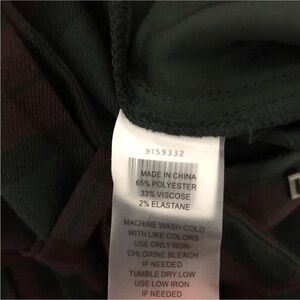 9159332
MADE IN CHINA
65% POLYESTER
33% VISCOSE
2% ELASTANE
MACHINE WASH COLD
WITH LIKE COLORS
USE ONLY NON-
CHLORINE BLEACH
IF NEEDED
TUMBLE DRY LOW
USE LOW IRON
IF NEEDED